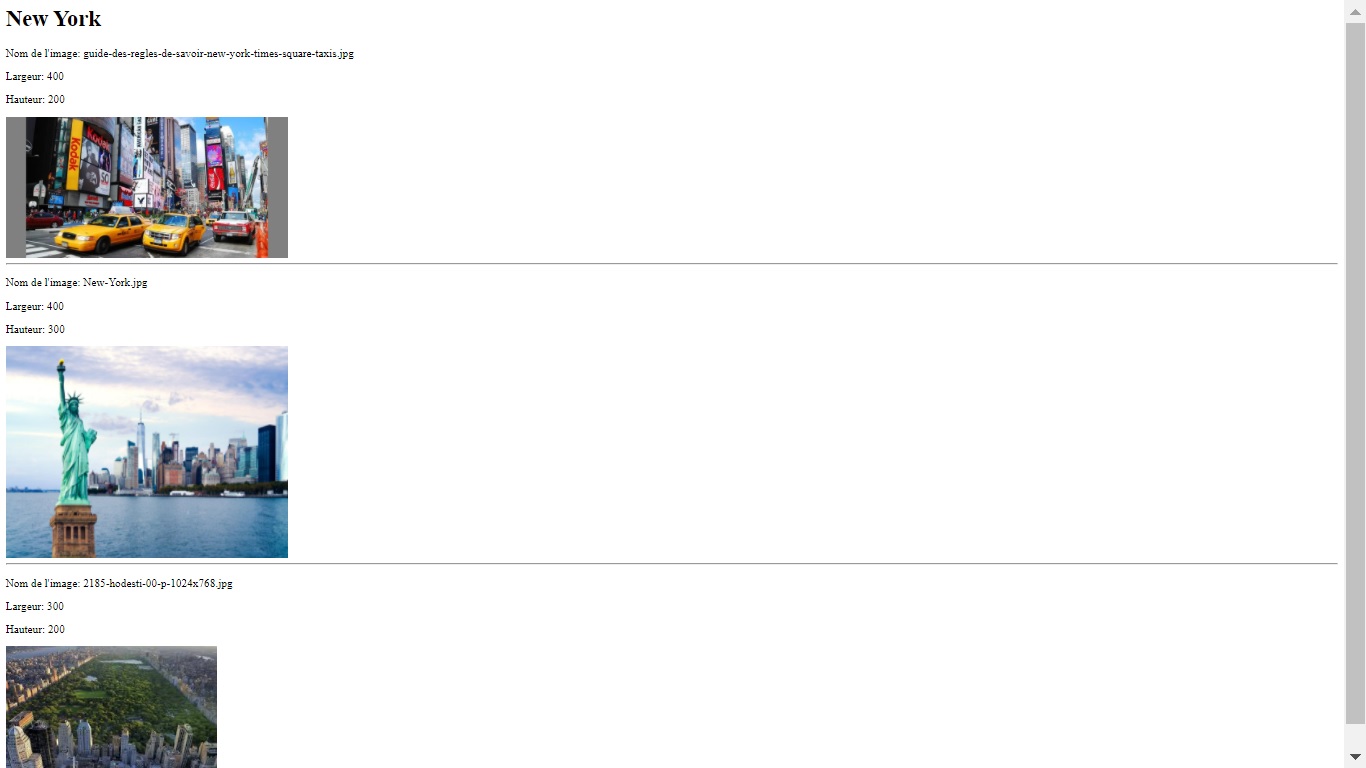 New York
Nom de l'image: guide-des-regles-de-savoir-new-york-times-square-taxis.jpg
Largeur: 400
Hauteur: 200
Kodak
Kodak
Nom de l'image: New-York.jpg
Largeur: 400
Hauteur: 300
Nom de l'image: 2185-hodesti-00-p-1024x768.jpg
Largeur: 300
Hauteur: 200